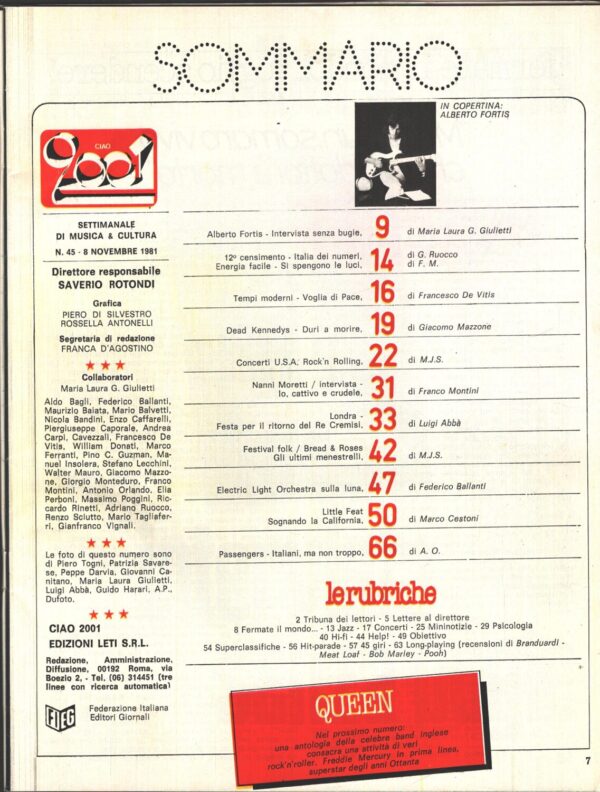 SOMMARIO
IN COPERTINA:
ALBERTO FORTIS
CIAO
2001
SETTIMANALE
DI MUSICA & CULTURA
N. 45 - 8 NOVEMBRE 1981
Direttore responsabile
SAVERIO ROTONDI
Grafica
PIERO DI SILVESTRO
ROSSELLA ANTONELLI
Segretaria di redazione
FRANCA D'AGOSTINO
Collaboratori
Maria Laura G. Giulietti
Aldo Bagli, Federico Ballanti,
Maurizio Baiata, Mario Balvetti,
Nicola Bandini, Enzo Caffarelli,
Piergiuseppe Caporale, Andrea
Carpi, Cavezzali, Francesco De
Vitis, William Donati, Marco
Ferranti, Pino C. Guzman, Ma-
nuel Insolera, Stefano Lecchini,
Walter Mauro, Giacomo Mazzo-
ne, Giorgio Monteduro, Franco
Montini, Antonio Orlando, Elia
Perboni, Massimo Poggini, Ric-
cardo Rinetti, Adriano Ruocco,
Renzo Sciutto, Mario Tagliafer-
ri, Gianfranco Vignali.
Le foto di questo numero sono
di Piero Togni, Patrizia Savare-
se, Peppe Darvia, Giovanni Ca-
nitano, Maria Laura Giulietti,
Luigi Abbà, Guido Harari, A.P.,
Dufoto.
CIAO 2001
EDIZIONI LETI S.R.L.
Redazione, Amministrazione,
Diffusione, 00192 Roma, via
Boezio 2, - Tel. (06) 314451 (tre
linee con ricerca automatica)
FIEG
Federazione Italiana
Editori Giornali
Alberto Fortis - Intervista senza bugie, 9 di Maria Laura G. Giulietti
12º censimento - Italia dei numeri, 14 di G. Ruocco
Energia facile - Si spengono le luci, di F. M.
Tempi moderni - Voglia di Pace, 16 di Francesco De Vitis
Dead Kennedys - Duri a morire, 19 di Giacomo Mazzone
Concerti U.S.A. Rock'n Rolling, 22 di M.J.S.
Nanni Moretti / intervista -
Io, cattivo e crudele, 31 di Franco Montini
Londra -
Festa per il ritorno del Re Cremisi, 33 di Luigi Abbà
Festival folk / Bread & Roses
Gli ultimi menestrelli, 42 di M.J.S.
Electric Light Orchestra sulla luna, 47 di Federico Ballanti
Little Feat
Sognando la California, 50 di Marco Cestoni
Passengers - Italiani, ma non troppo, 66 di A. O.
le rubriche
2 Tribuna dei lettori - 5 Lettere al direttore
8 Fermate il mondo... - 13 Jazz - 17 Concerti - 25 Mininotizie - 29 Psicologia
40 Hi-fi - 44 Help! - 49 Obiettivo
54 Superclassifiche - 56 Hit-parade - 57 45 giri - 63 Long-playing (recensioni di Branduardi -
Meat Loaf - Bob Marley - Pooh)
QUEEN
Nel prossimo numero:
una antologia della celebre band inglese
consacra una attività di veri
rock'n'roller. Freddie Mercury in prima linea,
superstar degli anni Ottanta
7